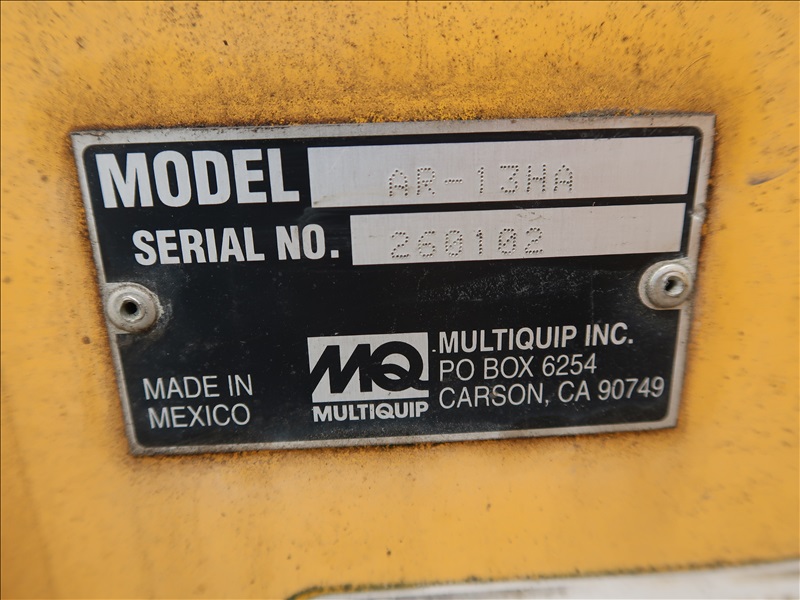 MODEL AR-13HA
SERIAL NO. 260102
MADE IN
MEXICO
MQ
MULTIQUIP
MULTIQUIP INC.
PO BOX 6254
CARSON, CA 90749